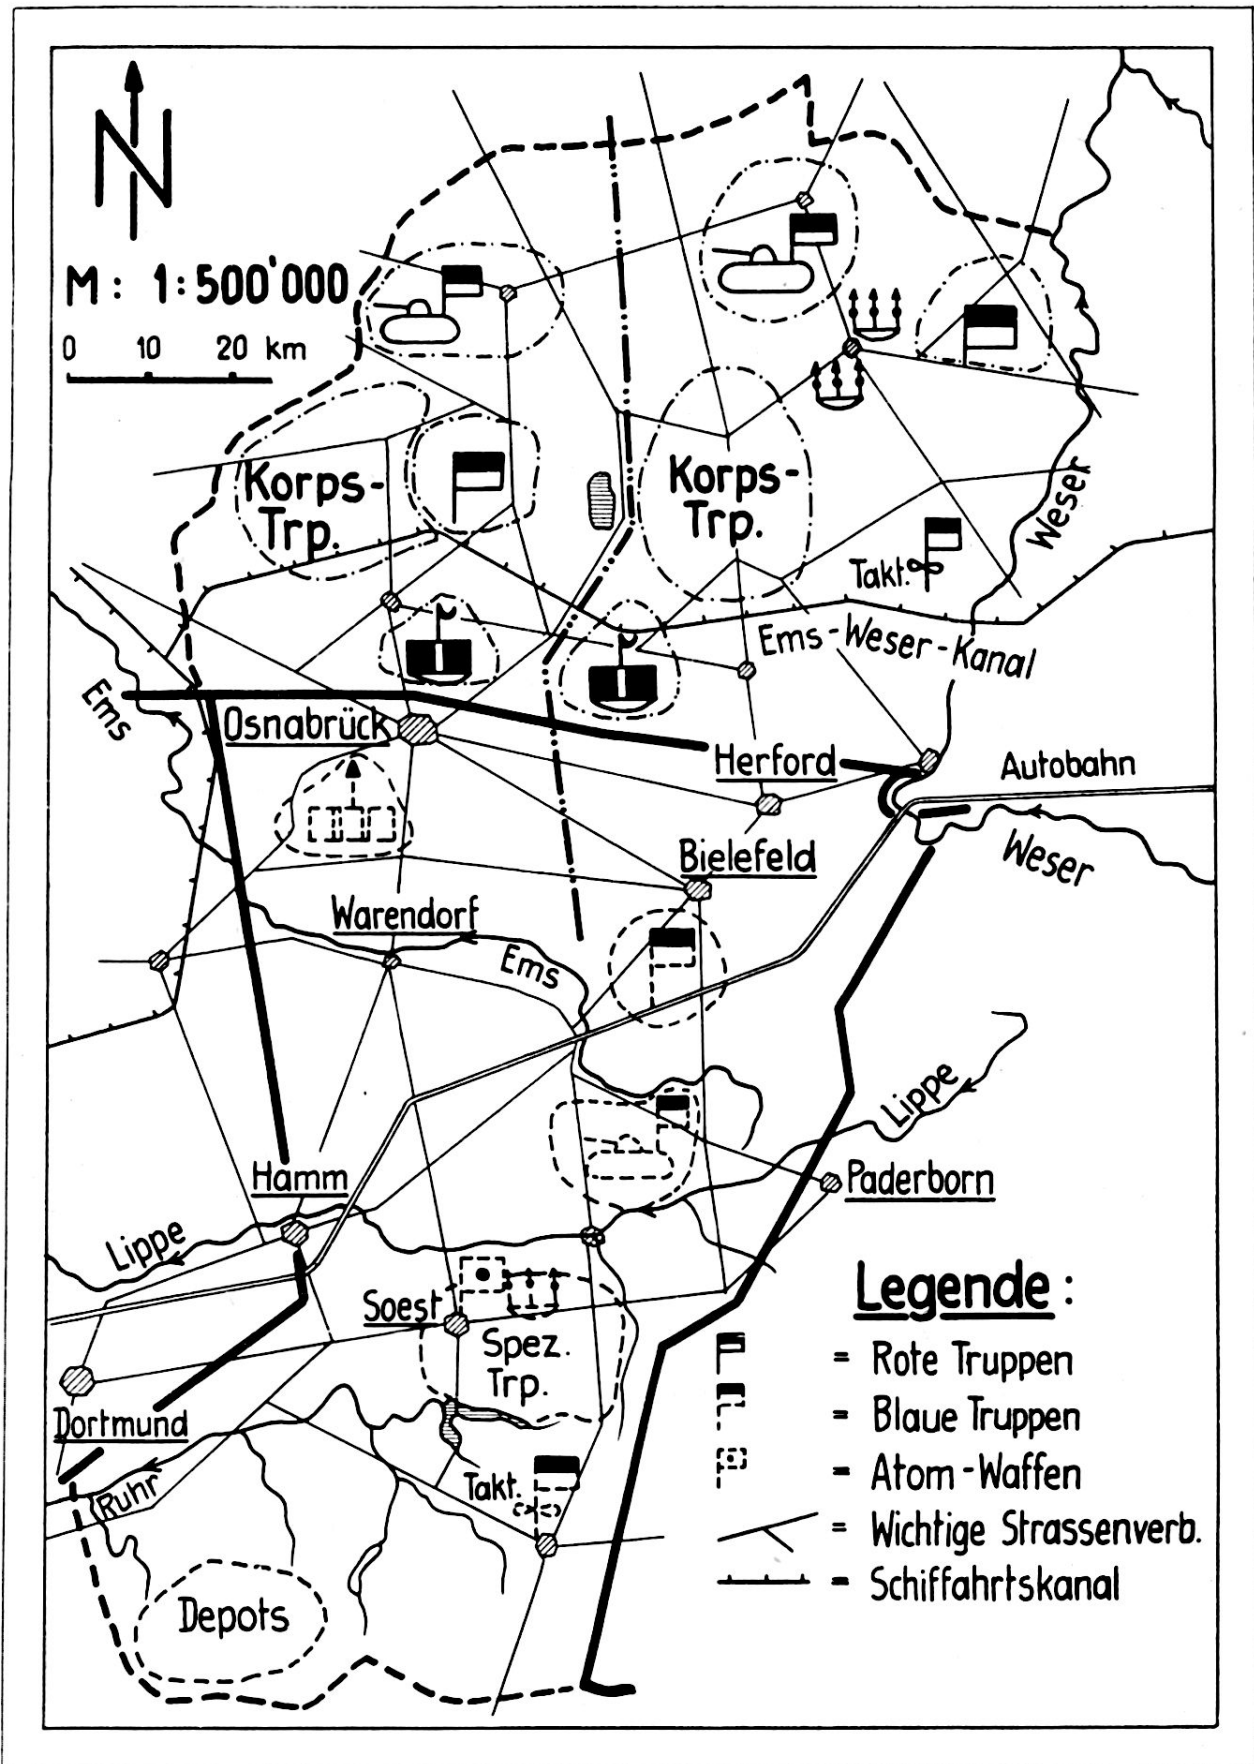 N
M: 1:500'000
0 10 20 km
Korps-
Trp.
Korps-
Trp.
Weser
Takt.
Ems-Weser-Kanal
Ems
Osnabrück
Herford
Autobahn
Bielefeld
Weser
Warendorf
Ems
Lippe
Hamm
Paderborn
Lippe
Soest
Spez.
Trp.
Dortmund
Takt.
Ruhr
Depots
Legende:
= Rote Truppen
= Blaue Truppen
= Atom-Waffen
= Wichtige Strassenverb.
= Schiffahrtskanal